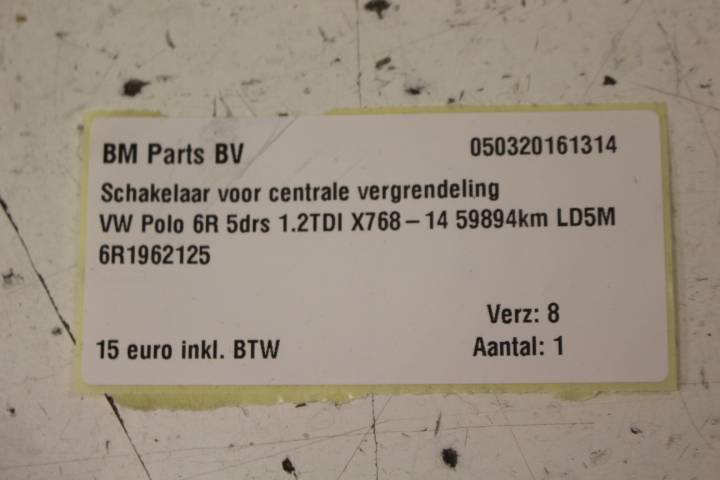 BM Parts BV 050320161314
Schakelaar voor centrale vergrendeling
VW Polo 6R 5drs 1.2TDI X768-14 59894km LD5M
6R1962125
Verz: 8
15 euro inkl. BTW Aantal: 1